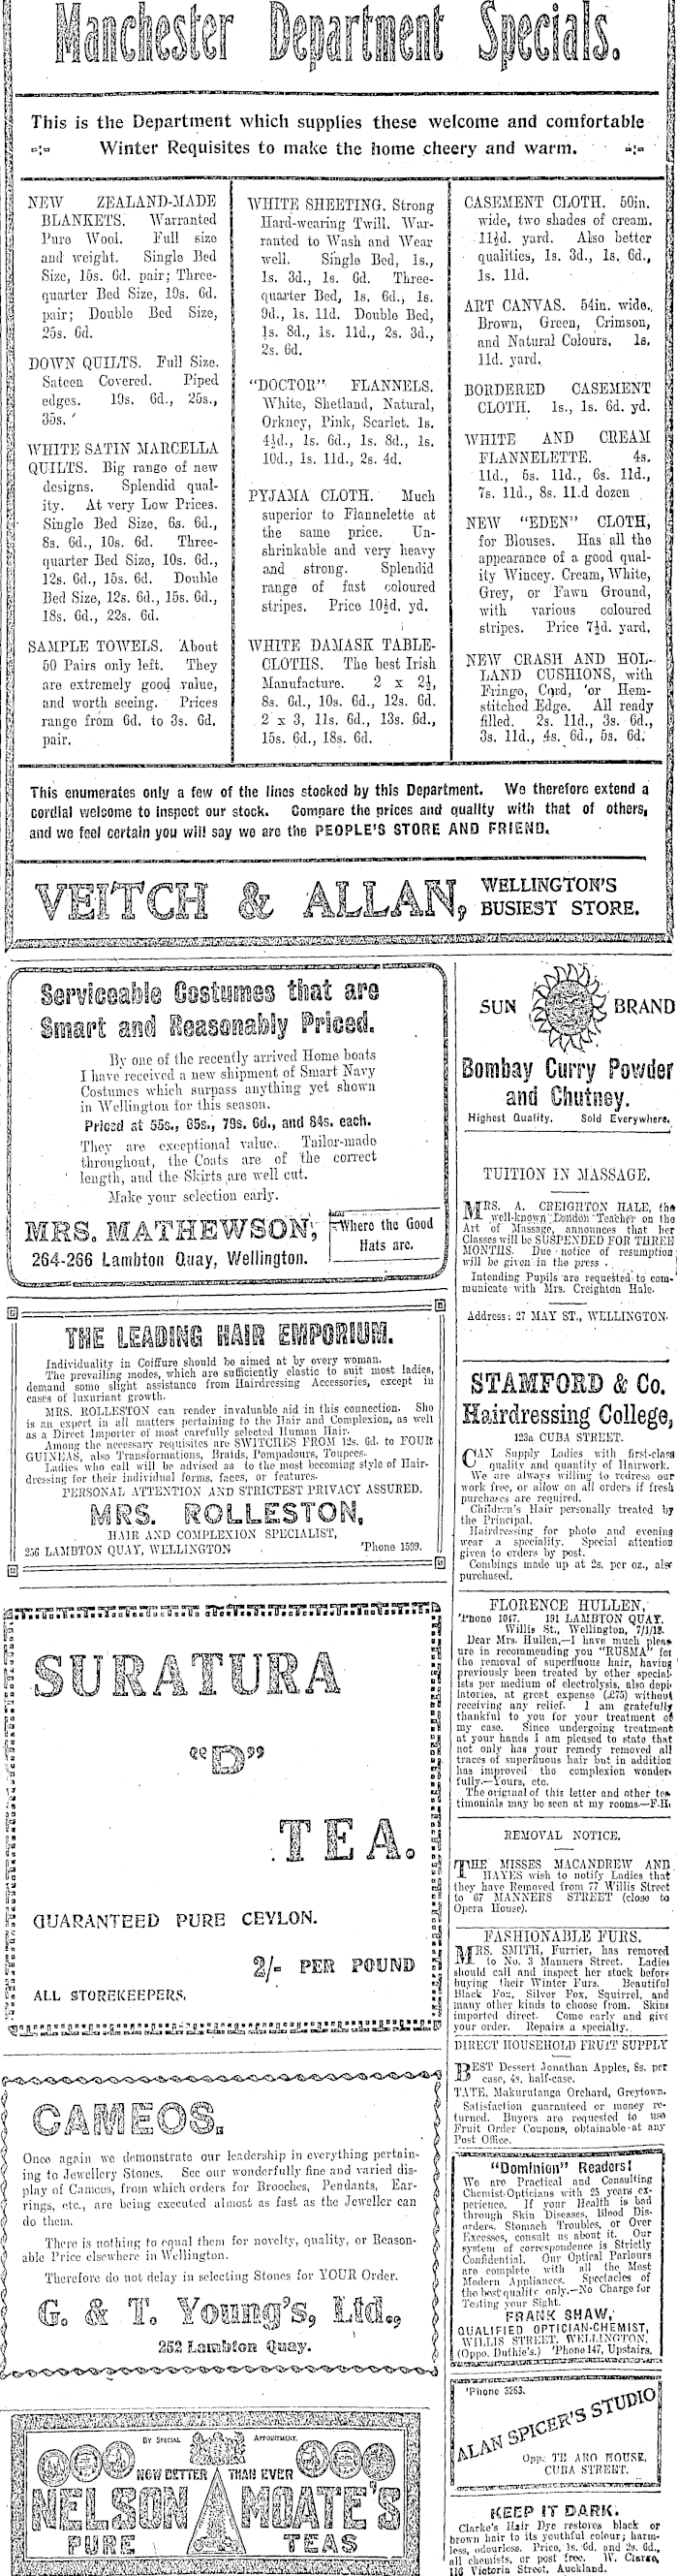 Manchester Department Specials.
This is the Department which supplies these welcome and comfortable
Winter Requisites to make the home cheery and warm.
NEW ZEALAND-MADE
BLANKETS. Warranted
Pure Wool. Full size
and weight. Single Bed
Size, 15s. 6d. pair; Three-
quarter Bed Size, 19s. 6d.
pair; Double Bed Size,
25s. 6d.
DOWN QUILTS. Full Size.
Sateen Covered. Piped
edges. 19s. 6d., 25s.,
35s.
WHITE SATIN MARCELLA
QUILTS. Big range of new
designs. Splendid qual-
ity. At very Low Prices.
Single Bed Size, 6s. 6d.,
8s. 6d., 10s. 6d. Three-
quarter Bed Size, 10s. 6d.,
12s. 6d., 15s. 6d. Double
Bed Size, 12s. 6d., 15s. 6d.,
18s. 6d., 22s. 6d.
SAMPLE TOWELS. About
50 Pairs only left. They
are extremely good value,
and worth seeing. Prices
range from 6d. to 3s. 6d.
pair.
WHITE SHEETING. Strong
Hard-wearing Twill. War-
ranted to Wash and Wear
well. Single Bed, 1s.,
1s. 3d., 1s. 6d. Three-
quarter Bed, 1s. 6d., 1s.
9d., 1s. 11d. Double Bed,
1s. 8d., 1s. 11d., 2s. 3d.,
2s. 6d.
"DOCTOR" FLANNELS.
White, Shetland, Natural,
Orkney, Pink, Scarlet. 1s.
4½d., 1s. 6d., 1s. 8d., 1s.
10d., 1s. 11d., 2s. 4d.
PYJAMA CLOTH. Much
superior to Flannelette at
the same price. Un-
shrinkable and very heavy
and strong. Splendid
range of fast coloured
stripes. Price 10½d. yd.
WHITE DAMASK TABLE-
CLOTHS. The best Irish
Manufacture. 2 x 2½,
8s. 6d., 10s. 6d., 12s. 6d.
2 x 3, 11s. 6d., 13s. 6d.,
15s. 6d., 18s. 6d.
CASEMENT CLOTH. 50in.
wide, two shades of cream.
11½d. yard. Also better
qualities, 1s. 3d., 1s. 6d.,
1s. 11d.
ART CANVAS. 54in. wide.,
Brown, Green, Crimson,
and Natural Colours. 1s.
11d. yard.
BORDERED CASEMENT
CLOTH. 1s., 1s. 6d. yd.
WHITE AND CREAM
FLANNELETTE. 4s.
11d., 5s. 11d., 6s. 11d.,
7s. 11d., 8s. 11.d dozen
NEW "EDEN" CLOTH,
for Blouses. Has all the
appearance of a good qual-
ity Wincey. Cream, White,
Grey, or Fawn Ground,
with various coloured
stripes. Price 7½d. yard.
NEW CRASH AND HOL-
LAND CUSHIONS, with
Fringe, Cord, or Hem-
stitched Edge. All ready
filled. 2s. 11d., 3s. 6d.,
3s. 11d., 4s. 6d., 5s. 6d.
This enumerates only a few of the lines stocked by this Department. We therefore extend a
cordial welcome to inspect our stock. Compare the prices and quality with that of others,
and we feel certain you will say we are the PEOPLE'S STORE AND FRIEND.
VEITCH & ALLAN, WELLINGTON'S
BUSIEST STORE.
Serviceable Costumes that are
Smart and Reasonably Priced.
By one of the recently arrived Home boats
I have received a new shipment of Smart Navy
Costumes which surpass anything yet shown
in Wellington for this season.
Priced at 55s., 65s., 79s. 6d., and 84s. each.
They are exceptional value. Tailor-made
throughout, the Coats are of the correct
length, and the Skirts are well cut.
Make your selection early.
MRS. MATHEWSON,
Where the Good
Hats are.
264-266 Lambton Quay, Wellington.
THE LEADING HAIR EMPORIUM.
Individuality in Coiffure should be aimed at by every woman.
The prevailing modes, which are sufficiently elastic to suit most ladies,
demand some slight assistance from Hairdressing Accessories, except in
cases of luxuriant growth.
MRS. ROLLESTON can render invaluable aid in this connection. She
is an expert in all matters pertaining to the Hair and Complexion, as well
as a Direct Importer of most carefully selected Human Hair.
Among the necessary requisites are SWITCHES FROM 12s. 6d. to FOUR
GUINEAS, also Transformations, Braids, Pompadours, Toupees.
Ladies who call will be advised as to the most becoming style of Hair-
dressing for their individual forms, faces, or features.
PERSONAL ATTENTION AND STRICTEST PRIVACY ASSURED.
MRS. ROLLESTON,
HAIR AND COMPLEXION SPECIALIST,
256 LAMBTON QUAY, WELLINGTON 'Phone 1599.
SURATURA
"D"
TEA.
GUARANTEED PURE CEYLON.
2/- PER POUND
ALL STOREKEEPERS.
CAMEOS.
Once again we demonstrate our leadership in everything pertain-
ing to Jewellery Stones. See our wonderfully fine and varied dis-
play of Cameos, from which orders for Brooches, Pendants, Ear-
rings, etc., are being executed almost as fast as the Jeweller can
do them.
There is nothing to equal them for novelty, quality, or Reason-
able Price elsewhere in Wellington.
Therefore do not delay in selecting Stones for YOUR Order.
G. & T. Young's, Ltd.,
252 Lambton Quay.
BY SPECIAL APPOINTMENT.
NOW BETTER THAN EVER
NELSON MOATE'S
PURE TEAS
SUN BRAND
Bombay Curry Powder
and Chutney.
Highest Quality. Sold Everywhere.
TUITION IN MASSAGE.
MRS. A. CREIGHTON HALE, the
well-known London Teacher on the
Art of Massage, announces that her
Classes will be SUSPENDED FOR THREE
MONTHS. Due notice of resumption
will be given in the press.
Intending Pupils are requested to com-
municate with Mrs. Creighton Hale.
Address: 27 MAY ST., WELLINGTON.
STAMFORD & Co.
Hairdressing College,
123a CUBA STREET.
CAN Supply Ladies with first-class
quality and quantity of Hairwork.
We are always willing to redress our
work free, or allow on all orders if fresh
purchases are required.
Children's Hair personally treated by
the Principal.
Hairdressing for photo and evening
wear a speciality. Special attention
given to orders by post.
Combings made up at 2s. per oz., also
purchased.
FLORENCE HULLEN,
'Phone 1047. 191 LAMBTON QUAY.
Willis St., Wellington, 7/1/13.
Dear Mrs. Hullen,—I have much pleas
ure in recommending you "RUSMA" for
the removal of superfluous hair, having
previously been treated by other special-
ists per medium of electrolysis, also depi-
latories, at great expense (£75) without
receiving any relief. I am gratefully
thankful to you for your treatment of
my case. Since undergoing treatment
at your hands I am pleased to state that
not only has your remedy removed all
traces of superfluous hair but in addition
has improved the complexion wonder-
fully.—Yours, etc.
The original of this letter and other tes
timonials may be seen at my rooms.—F.H.
REMOVAL NOTICE.
THE MISSES MACANDREW AND
HAYES wish to notify Ladies that
they have Removed from 77 Willis Street
to 67 MANNERS STREET (close to
Opera House).
FASHIONABLE FURS.
MRS. SMITH, Furrier, has removed
to No. 3 Manners Street. Ladies
should call and inspect her stock before
buying their Winter Furs. Beautiful
Black Fox, Silver Fox, Squirrel, and
many other kinds to choose from. Skins
imported direct. Come early and give
your order. Repairs a specialty.
DIRECT HOUSEHOLD FRUIT SUPPLY
BEST Dessert Jonathan Apples, 8s. per
case, 4s. half-case.
TATE, Makurutanga Orchard, Greytown.
Satisfaction guaranteed or money re-
turned. Buyers are requested to use
Fruit Order Coupons, obtainable at any
Post Office.
"Dominion" Readers!
We are Practical and Consulting
Chemist-Opticians with 25 years ex-
perience. If your Health is bad
through Skin Diseases, Blood Dis-
orders, Stomach Troubles, or Over
Excesses, consult us about it. Our
system of correspondence is Strictly
Confidential. Our Optical Parlours
are complete with all the Most
Modern Appliances. Spectacles of
the best quality only.—No Charge for
Testing your Sight.
FRANK SHAW,
QUALIFIED OPTICIAN-CHEMIST,
WILLIS STREET, WELLINGTON.
(Oppo. Duthie's.) 'Phone 147, Upstairs.
'Phone 3263.
ALAN SPICER'S STUDIO
Opp. TE ARO HOUSE,
CUBA STREET.
KEEP IT DARK.
Clarke's Hair Dye restores black or
brown hair to its youthful colour; harm-
less, odourless. Price, 1s. 6d. and 2s. 6d.,
all chemists, or post free. W. Clarke,
116 Victoria Street, Auckland.